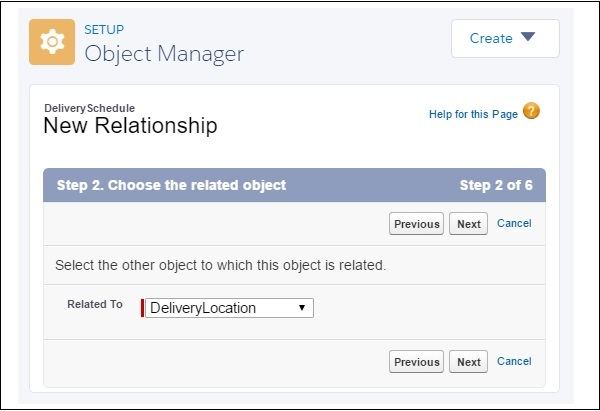 SETUP
Object Manager
Create
DeliverySchedule
New Relationship
Help for this Page ?
Step 2. Choose the related object Step 2 of 6
Previous Next Cancel
Select the other object to which this object is related.
Related To DeliveryLocation
Previous Next Cancel